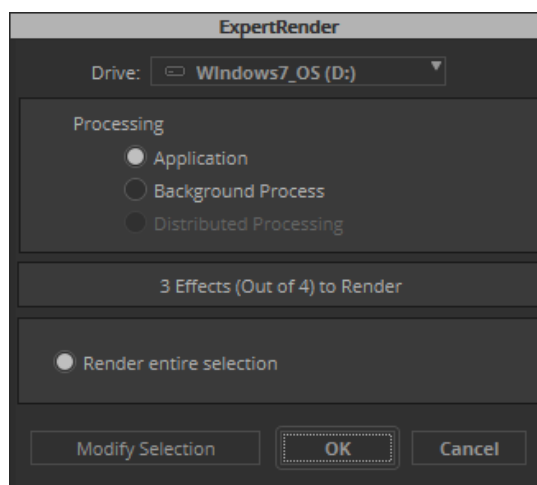 ExpertRender
Drive: WIndows7_OS (D:)
Processing
Application
Background Process
Distributed Processing
3 Effects (Out of 4) to Render
Render entire selection
Modify Selection OK Cancel